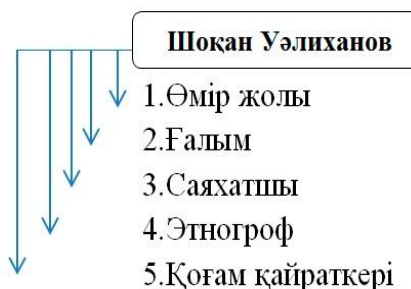 Шоқан Уәлиханов
1.Өмір жолы
2.Ғалым
3.Саяхатшы
4.Этногроф
5.Қоғам қайраткері